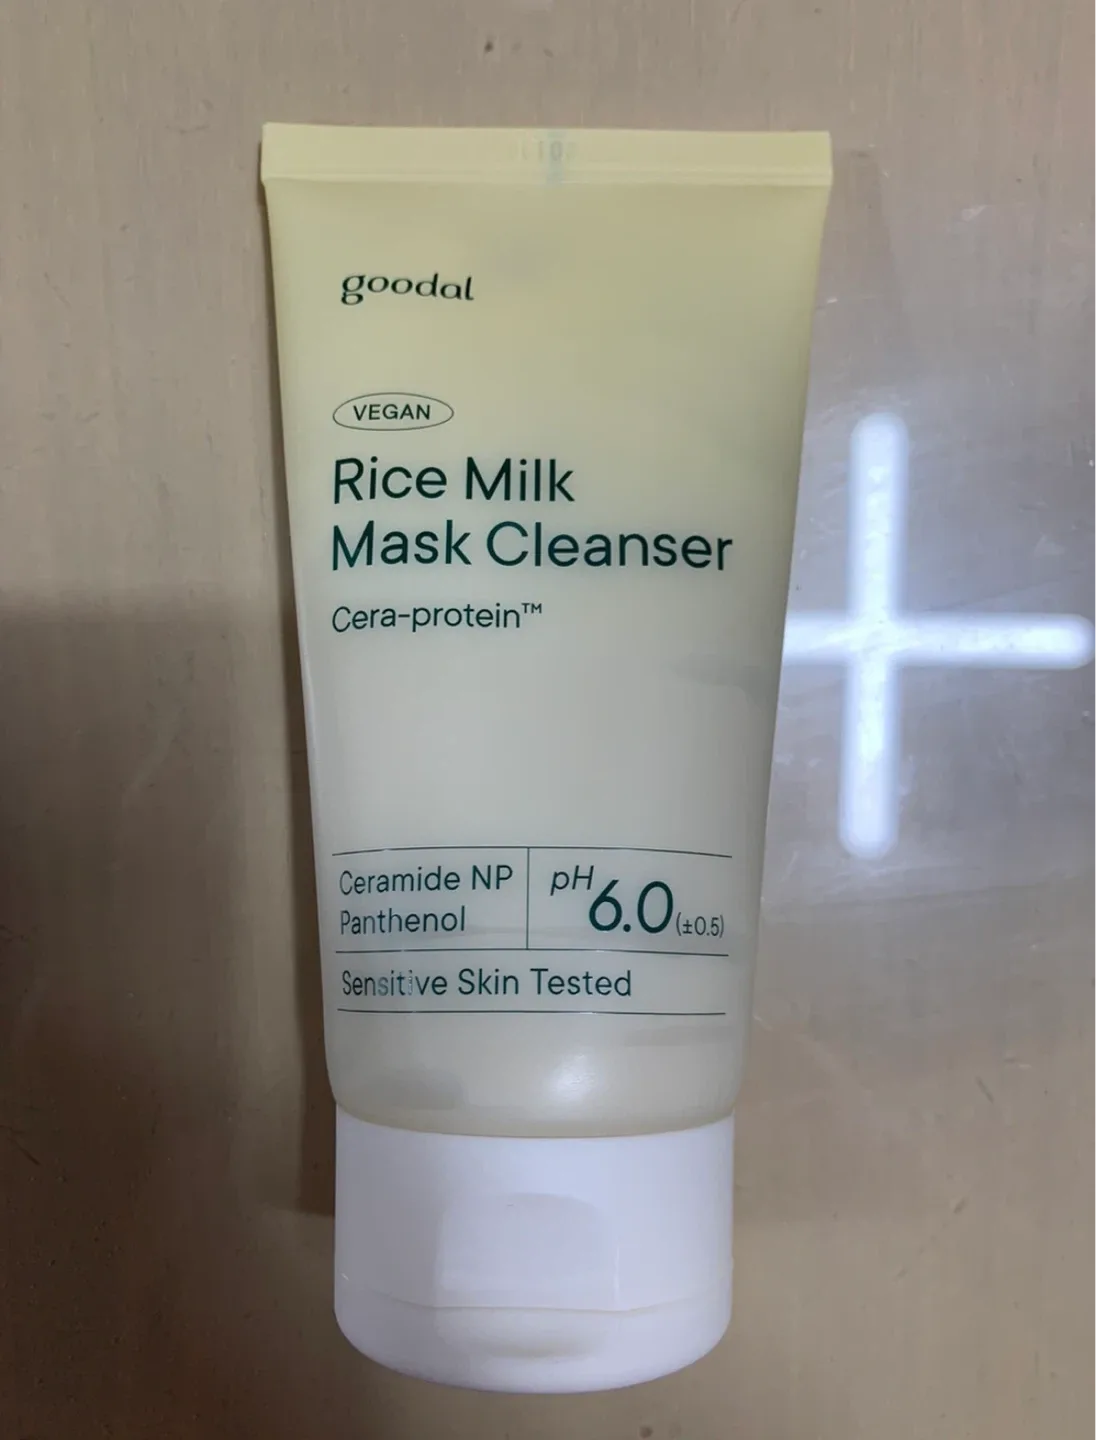 goodal
VEGAN
Rice Milk
Mask Cleanser
Cera-protein™
Ceramide NP
Panthenol
pH 6.0 (±0.5)
Sensitive Skin Tested